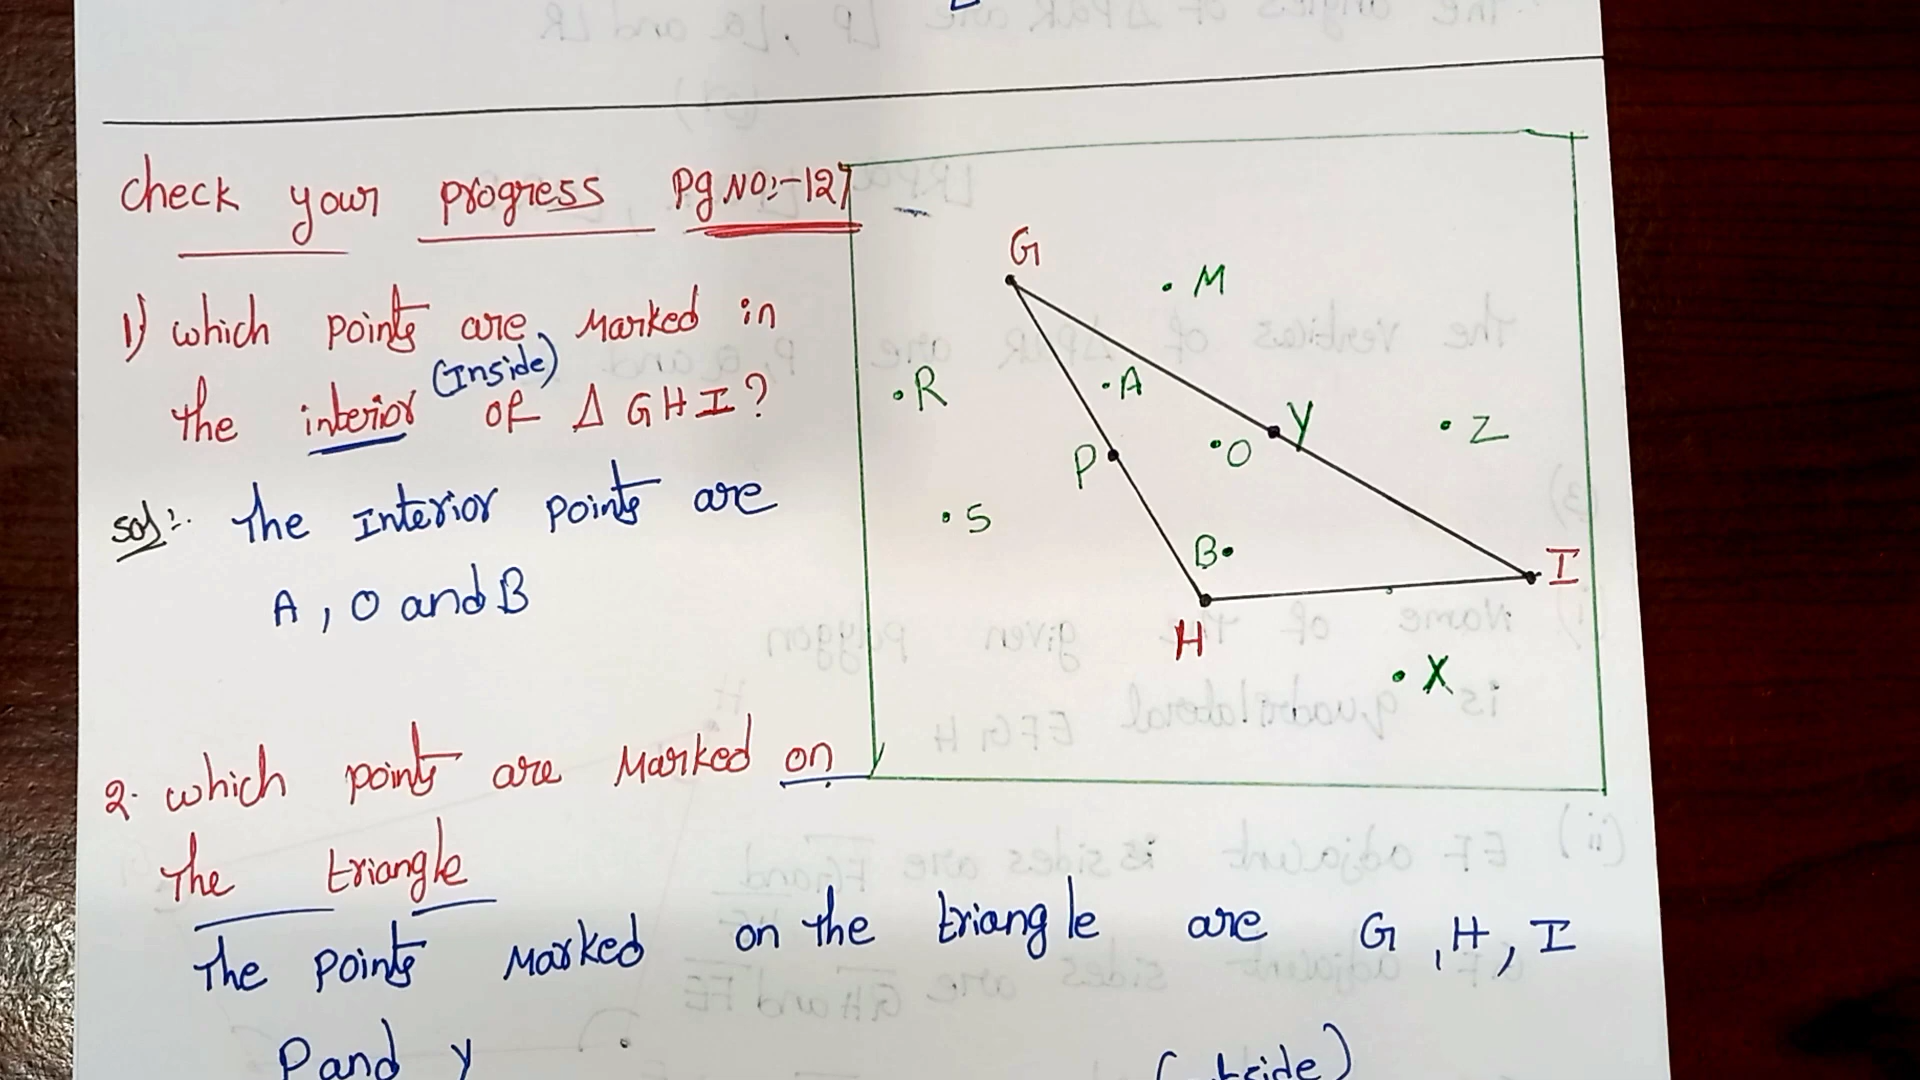 Check your progress Pg No:-127
1) which points are Marked in
(Inside)
the interior of Δ GHI?
Sol:. The Interior points are
A, O and B
2. which points are Marked on
The triangle
The points Marked on the triangle are G, H, I
P and y
G
M
A
R
y
Z
O
P
S
B
I
H
X